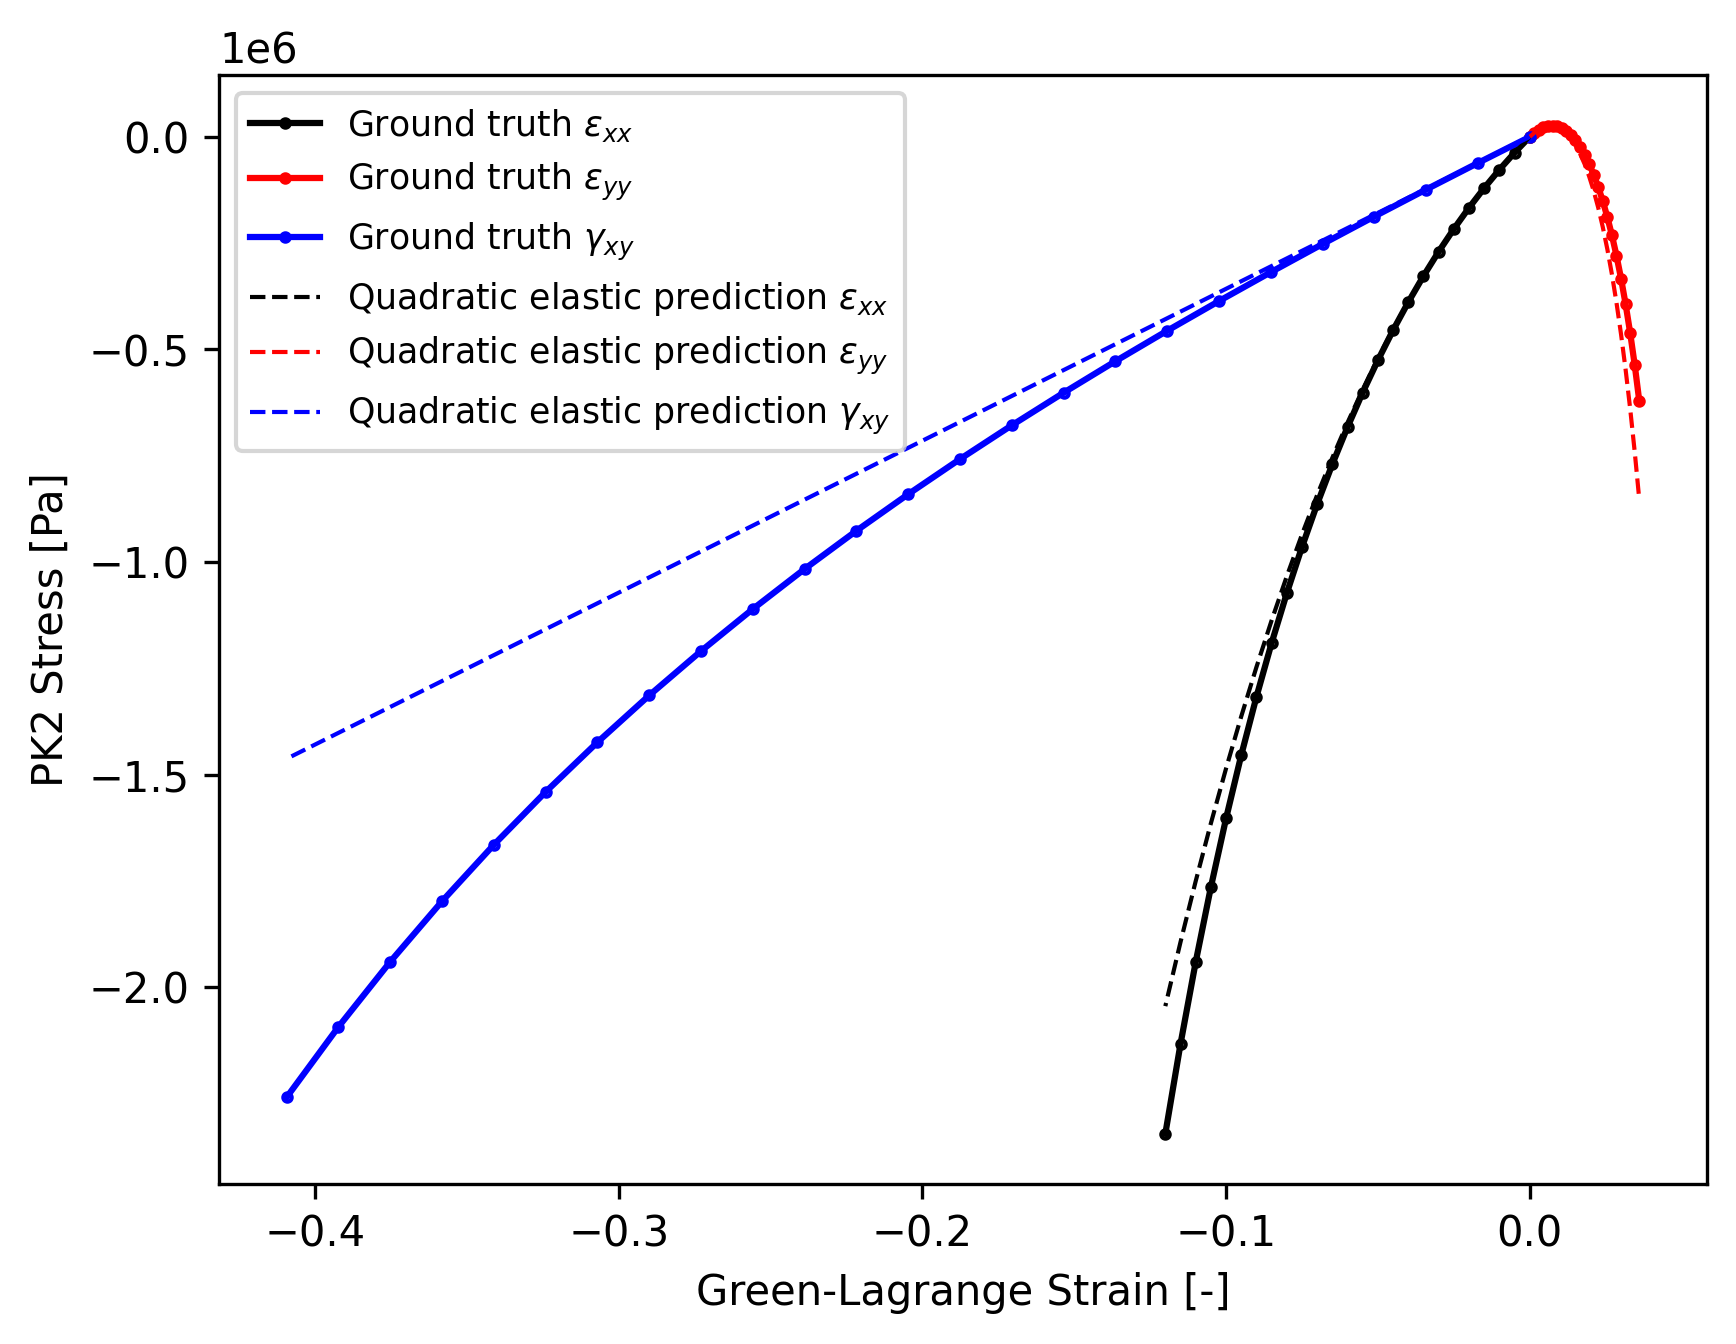 1e6
Ground truth εxx
Ground truth εyy
Ground truth γxy
Quadratic elastic prediction εxx
Quadratic elastic prediction εyy
Quadratic elastic prediction γxy
0.0
−0.5
−1.0
−1.5
−2.0
PK2 Stress [Pa]
−0.4 −0.3 −0.2 −0.1 0.0
Green-Lagrange Strain [-]